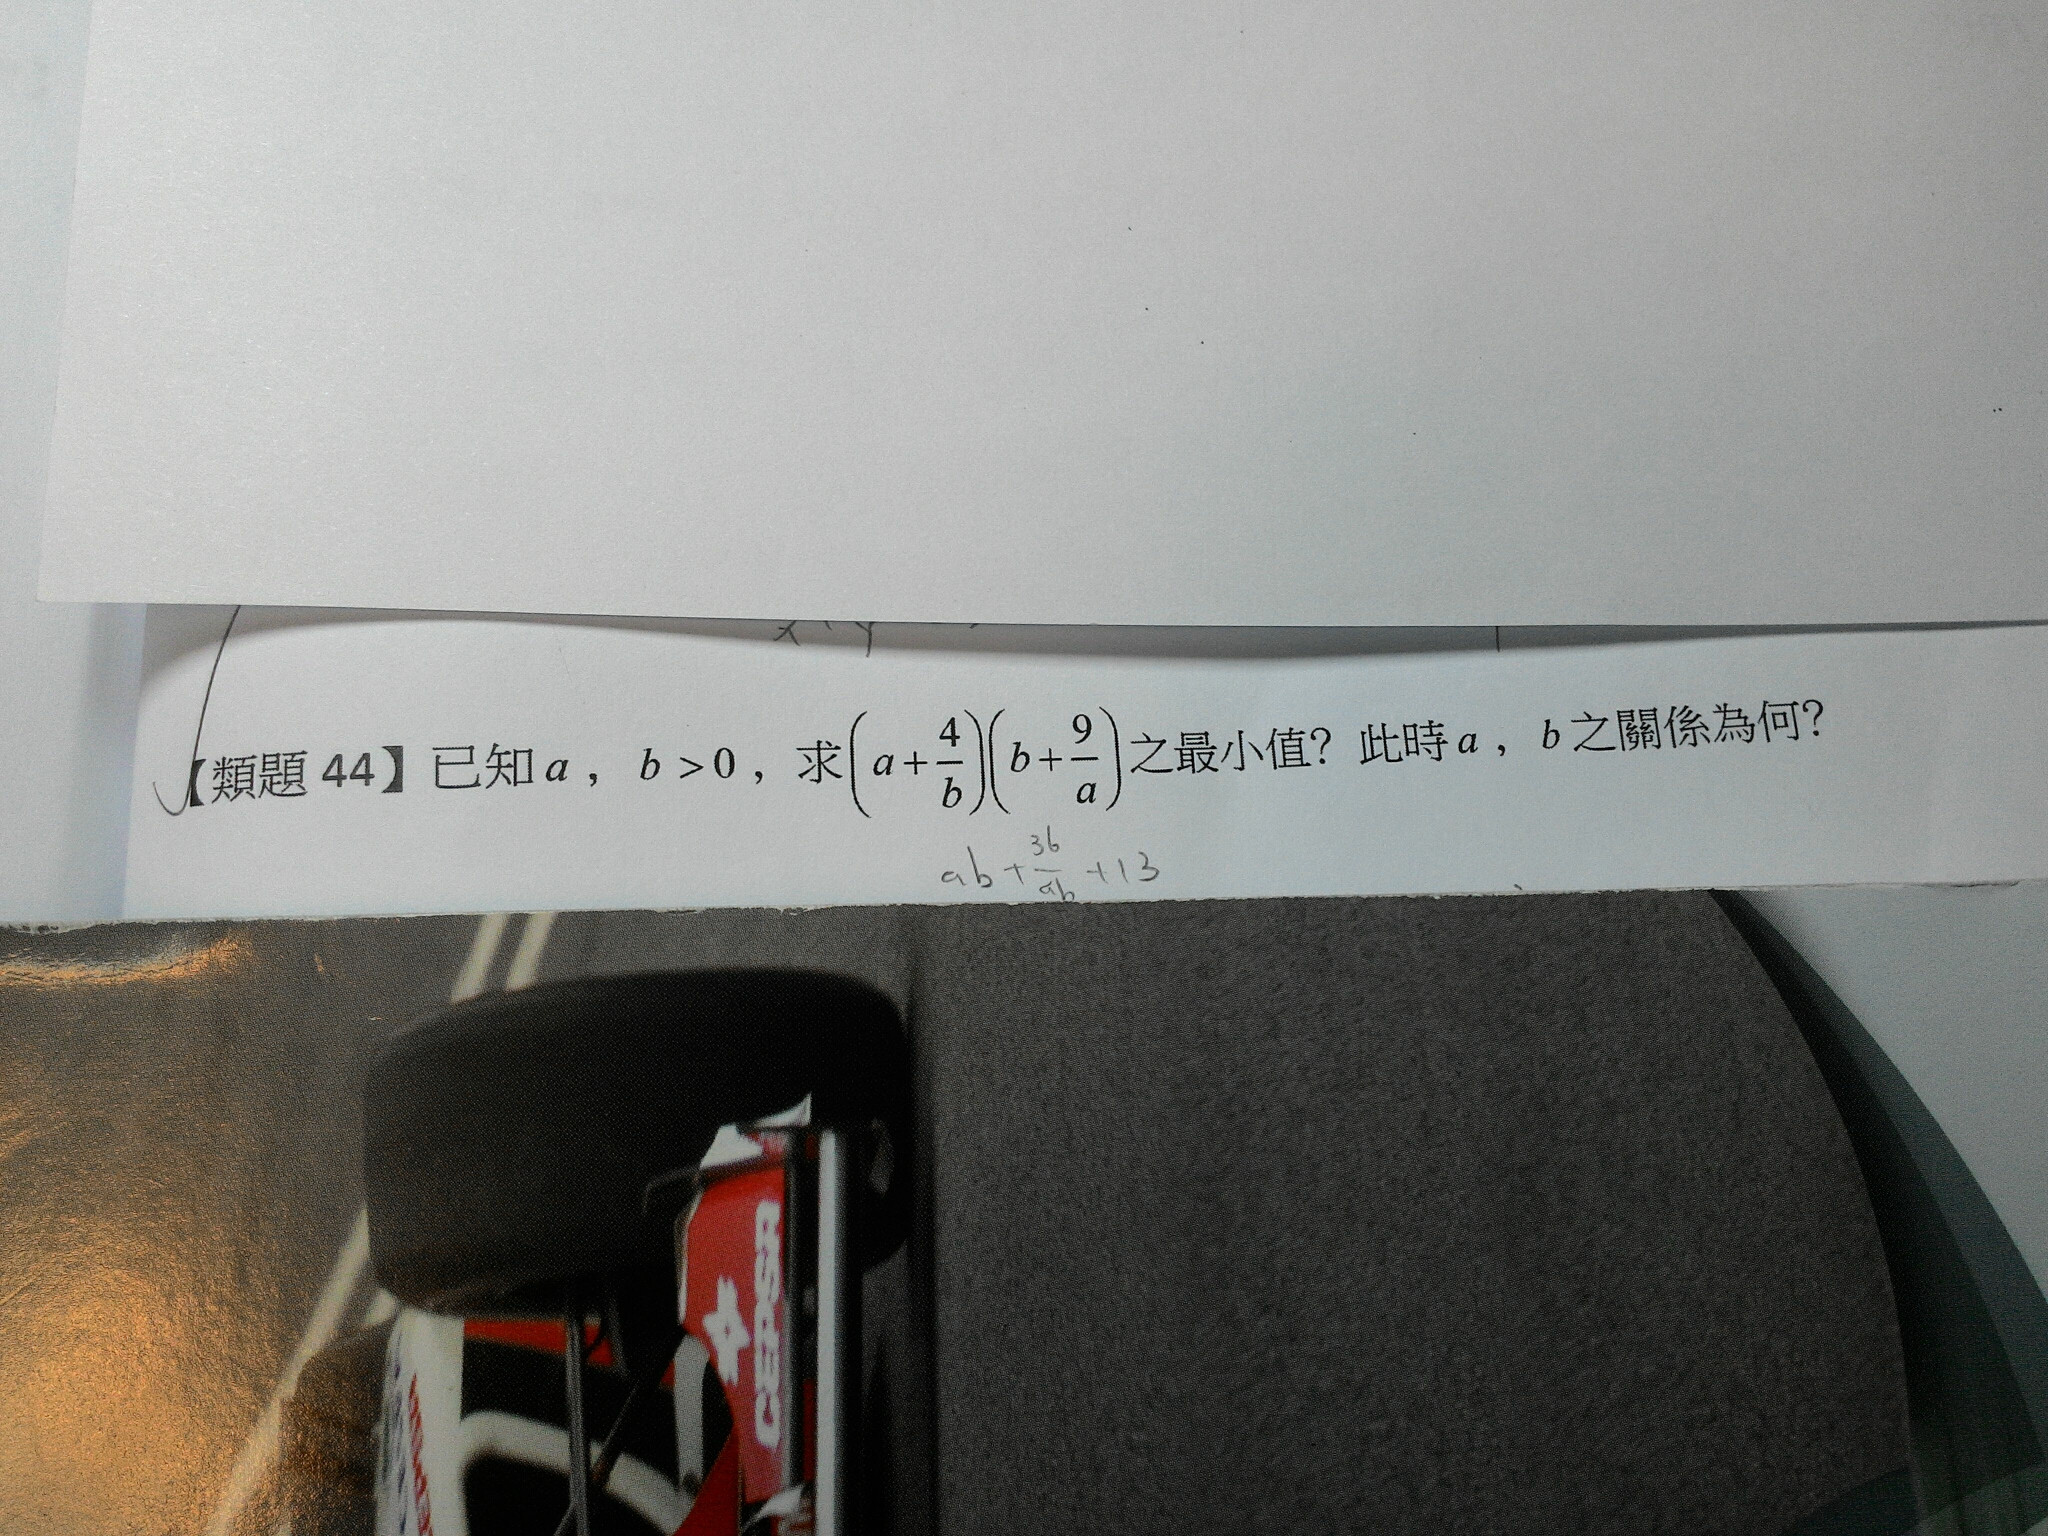 【類題 44】已知 a , b > 0 , 求 (a + 4/b)(b + 9/a) 之最小值? 此時 a , b 之關係為何?
ab + 36/ab + 13
CEPSR